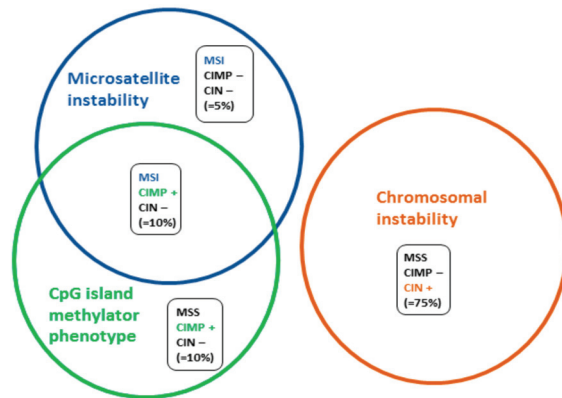 Microsatellite
instability
MSI
CIMP –
CIN –
(=5%)
MSI
CIMP +
CIN –
(=10%)
CpG island
methylator
phenotype
MSS
CIMP +
CIN –
(=10%)
Chromosomal
instability
MSS
CIMP –
CIN +
(=75%)